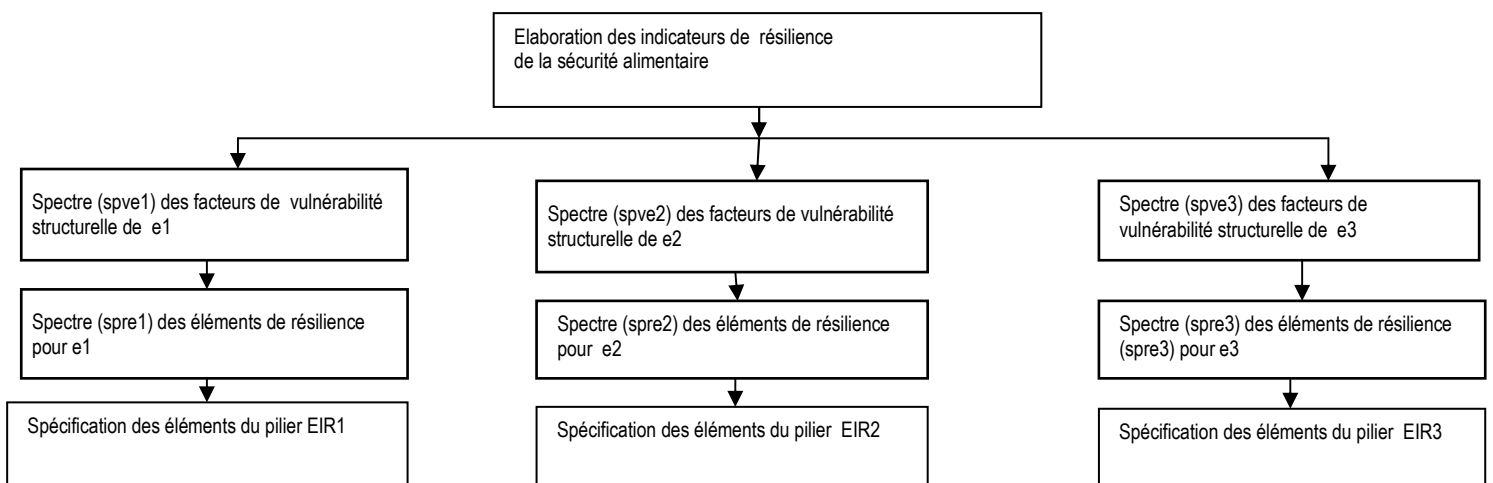 Elaboration des indicateurs de résilience
de la sécurité alimentaire
Spectre (spve1) des facteurs de vulnérabilité
structurelle de e1
Spectre (spve2) des facteurs de vulnérabilité
structurelle de e2
Spectre (spve3) des facteurs de
vulnérabilité structurelle de e3
Spectre (spre1) des éléments de résilience
pour e1
Spectre (spre2) des éléments de résilience
pour e2
Spectre (spre3) des éléments de résilience
(spre3) pour e3
Spécification des éléments du pilier EIR1
Spécification des éléments du pilier EIR2
Spécification des éléments du pilier EIR3